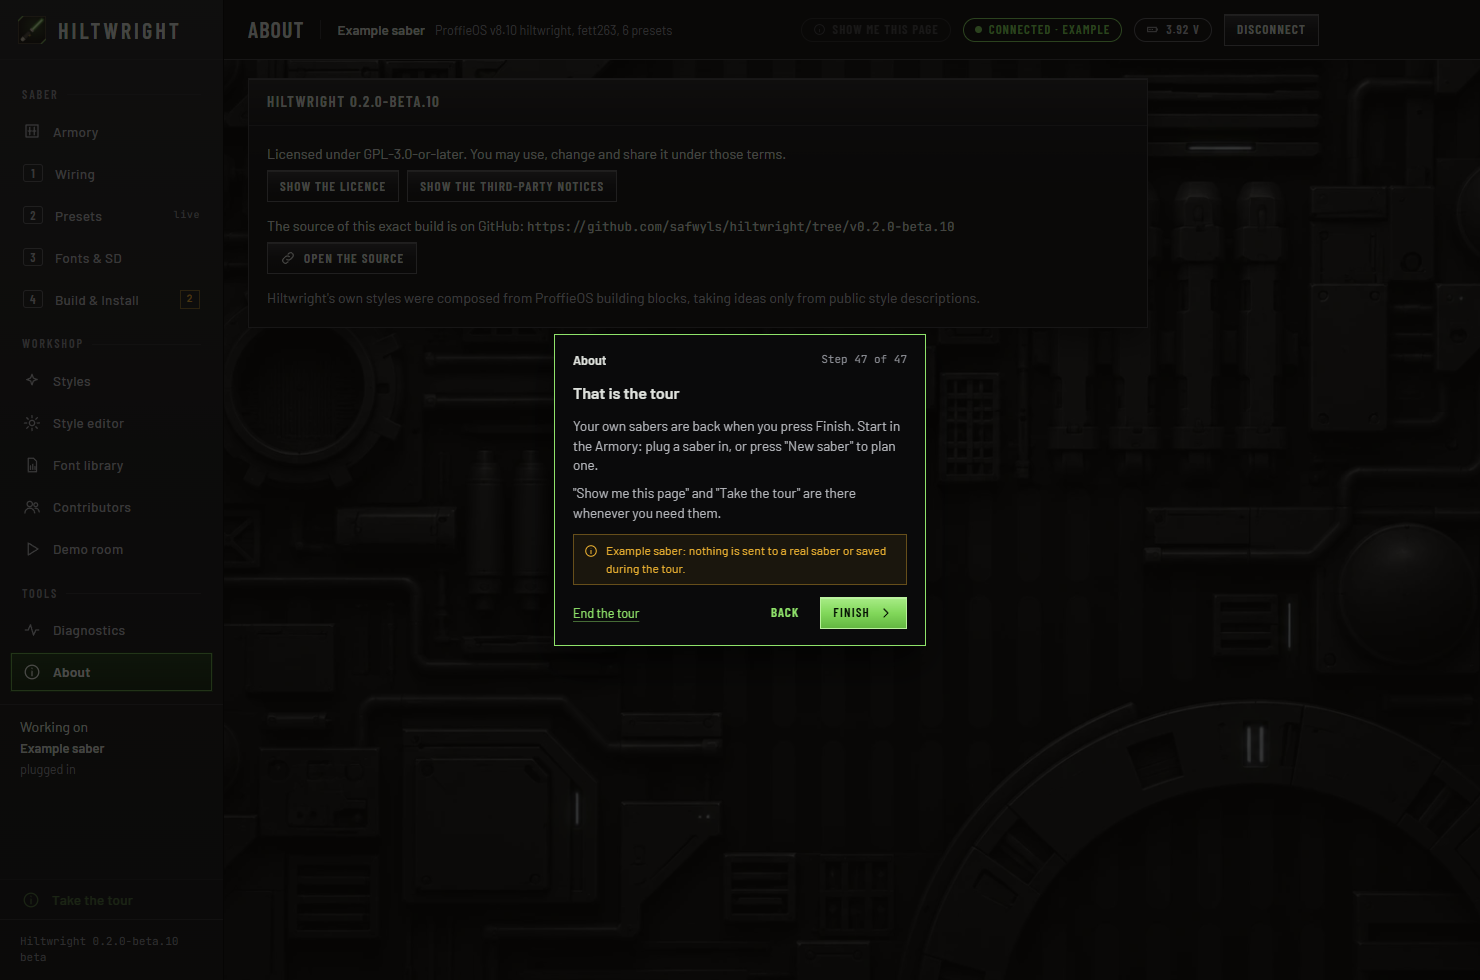 HILTWRIGHT
ABOUT
Example saber
ProffieOS v8.10 hiltwright, fett263, 6 presets
SHOW ME THIS PAGE
CONNECTED · EXAMPLE
3.92 V
DISCONNECT
SABER
Armory
1 Wiring
2 Presets live
3 Fonts & SD
4 Build & Install 2
WORKSHOP
Styles
Style editor
Font library
Contributors
Demo room
TOOLS
Diagnostics
About
Working on
Example saber
plugged in
Take the tour
Hiltwright 0.2.0-beta.10
beta
HILTWRIGHT 0.2.0-BETA.10
Licensed under GPL-3.0-or-later. You may use, change and share it under those terms.
SHOW THE LICENCE
SHOW THE THIRD-PARTY NOTICES
The source of this exact build is on GitHub: https://github.com/safwyls/hiltwright/tree/v0.2.0-beta.10
OPEN THE SOURCE
Hiltwright's own styles were composed from ProffieOS building blocks, taking ideas only from public style descriptions.
About
Step 47 of 47
That is the tour
Your own sabers are back when you press Finish. Start in
the Armory: plug a saber in, or press "New saber" to plan
one.
"Show me this page" and "Take the tour" are there
whenever you need them.
Example saber: nothing is sent to a real saber or saved
during the tour.
End the tour
BACK
FINISH